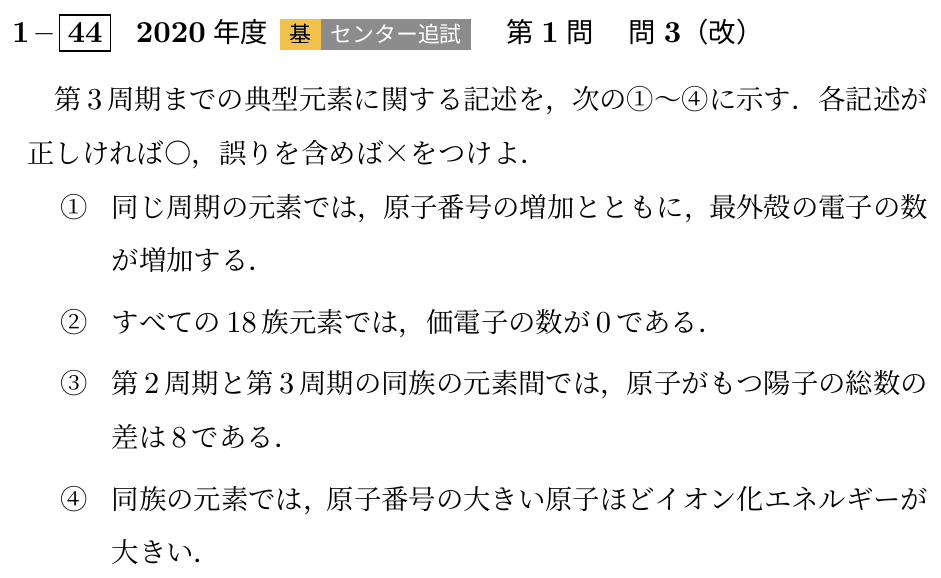 1－44 2020 年度 基 センター追試 第 1 問 問 3（改）
第 3 周期までの典型元素に関する記述を，次の①～④に示す．各記述が
正しければ○，誤りを含めば×をつけよ．
① 同じ周期の元素では，原子番号の増加とともに，最外殻の電子の数
が増加する．
② すべての 18 族元素では，価電子の数が 0 である．
③ 第 2 周期と第 3 周期の同族の元素間では，原子がもつ陽子の総数の
差は 8 である．
④ 同族の元素では，原子番号の大きい原子ほどイオン化エネルギーが
大きい．